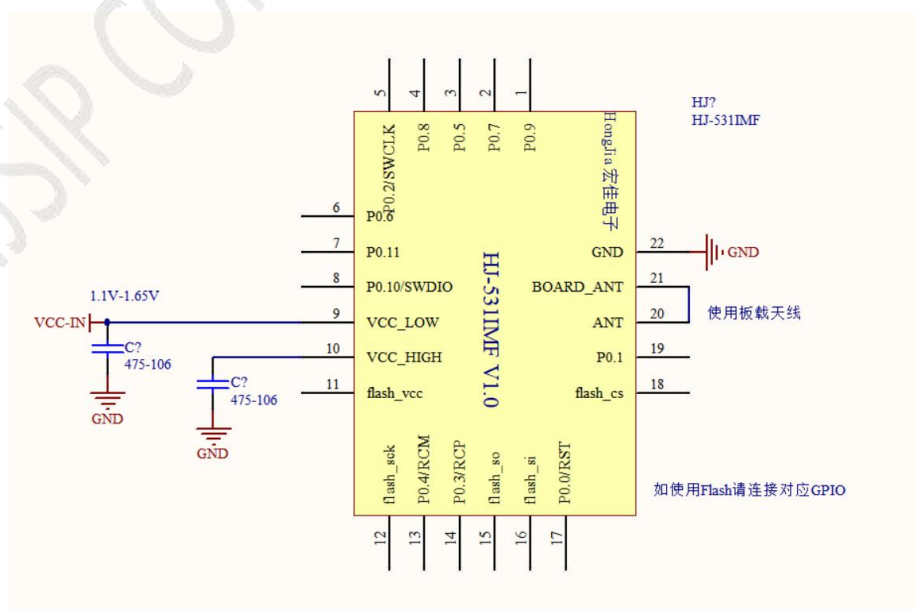 5
4
3
2
1
P0.2/SWCLK
P0.8
P0.5
P0.7
P0.9
HongJia 宏佳电子
HJ?
HJ-531IMF
6
P0.6
7
P0.11
8
P0.10/SWDIO
1.1V-1.65V
VCC-IN
9
VCC_LOW
10
VCC_HIGH
11
flash_vcc
C?
475-106
GND
C?
475-106
GND
HJ-531IMF V1.0
GND
22
GND
BOARD_ANT
21
使用板载天线
ANT
20
P0.1
19
flash_cs
18
flash_sck
P0.4/RCM
P0.3/RCP
flash_so
flash_si
P0.0/RST
如使用Flash请连接对应GPIO
12
13
14
15
16
17